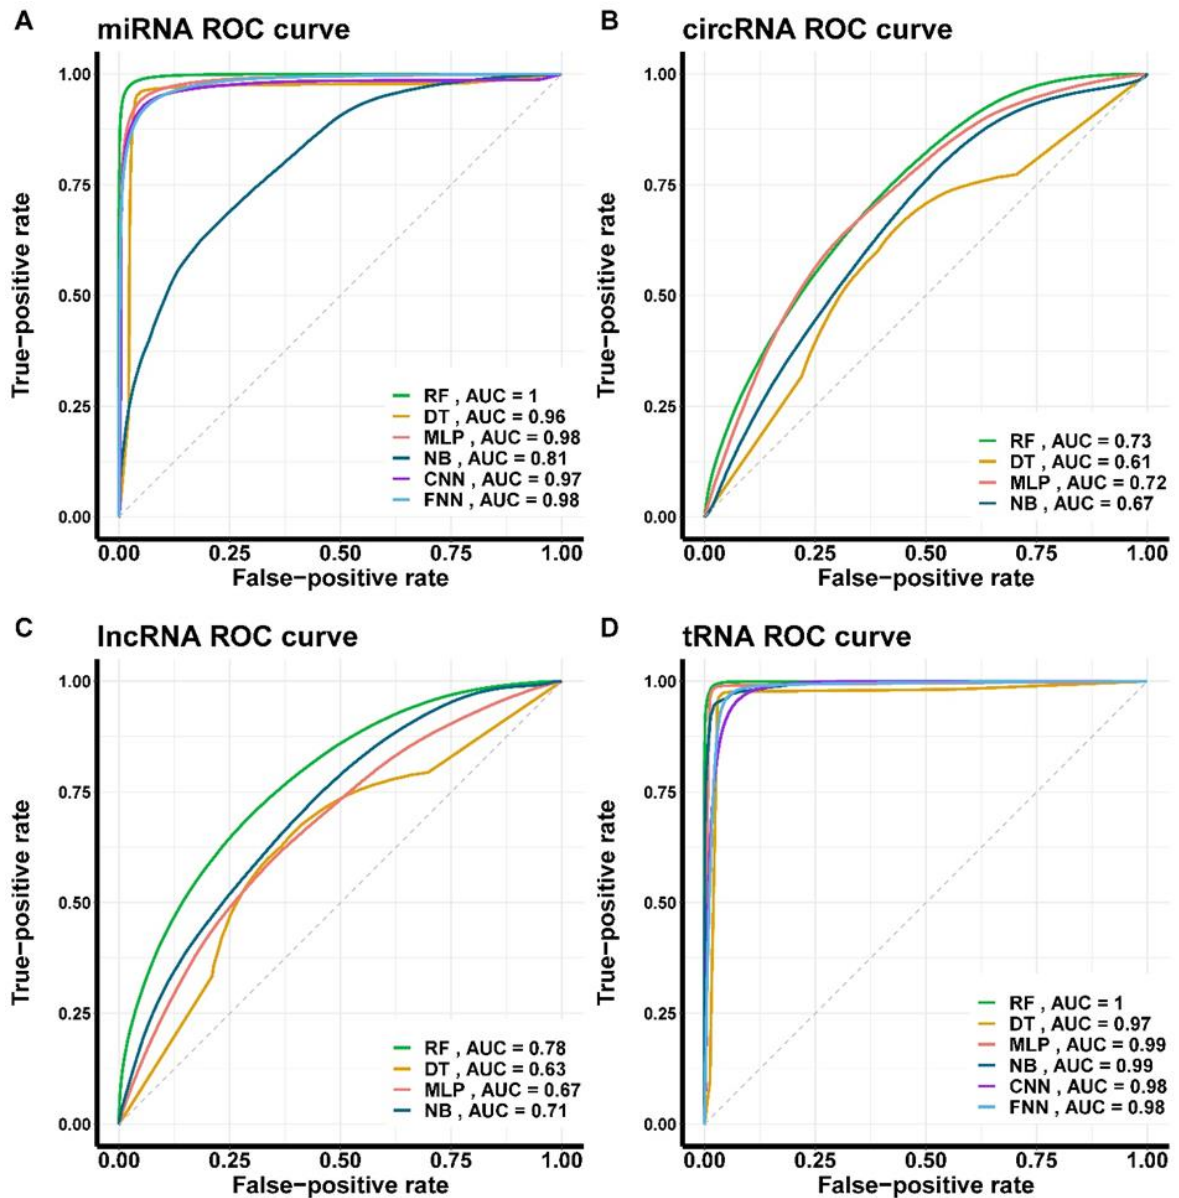 A
miRNA ROC curve
True−positive rate
1.00
0.75
0.50
0.25
0.00
RF , AUC = 1
DT , AUC = 0.96
MLP , AUC = 0.98
NB , AUC = 0.81
CNN , AUC = 0.97
FNN , AUC = 0.98
0.00 0.25 0.50 0.75 1.00
False−positive rate
B
circRNA ROC curve
True−positive rate
1.00
0.75
0.50
0.25
0.00
RF , AUC = 0.73
DT , AUC = 0.61
MLP , AUC = 0.72
NB , AUC = 0.67
0.00 0.25 0.50 0.75 1.00
False−positive rate
C
lncRNA ROC curve
True−positive rate
1.00
0.75
0.50
0.25
0.00
RF , AUC = 0.78
DT , AUC = 0.63
MLP , AUC = 0.67
NB , AUC = 0.71
0.00 0.25 0.50 0.75 1.00
False−positive rate
D
tRNA ROC curve
True−positive rate
1.00
0.75
0.50
0.25
0.00
RF , AUC = 1
DT , AUC = 0.97
MLP , AUC = 0.99
NB , AUC = 0.99
CNN , AUC = 0.98
FNN , AUC = 0.98
0.00 0.25 0.50 0.75 1.00
False−positive rate